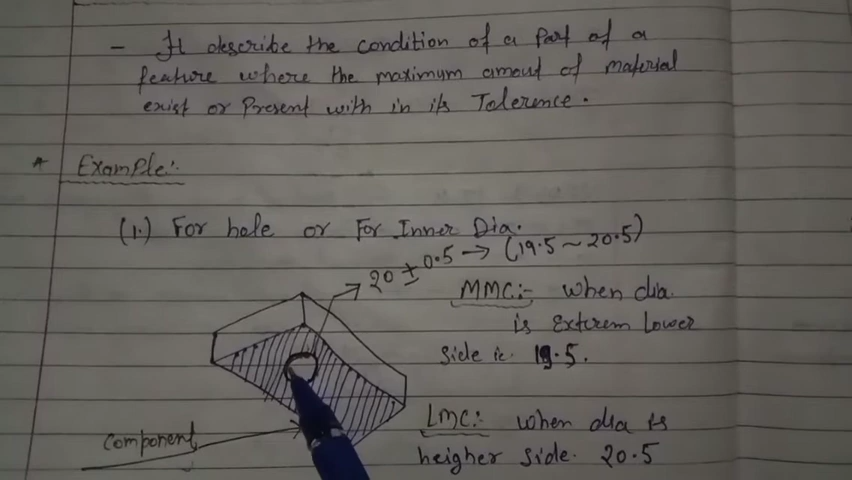 - It describe the condition of a Part of a
feature where the maximum amout of material
exist or Present with in its Tolerence.
* Example:-
(1.) For hole or For Inner Dia.
20 ± 0.5 → (19.5 ~ 20.5)
MMC:- when dia.
is Exterm Lower
Side ie. 19.5.
Component
LMC:- when dia is
heigher Side. 20.5